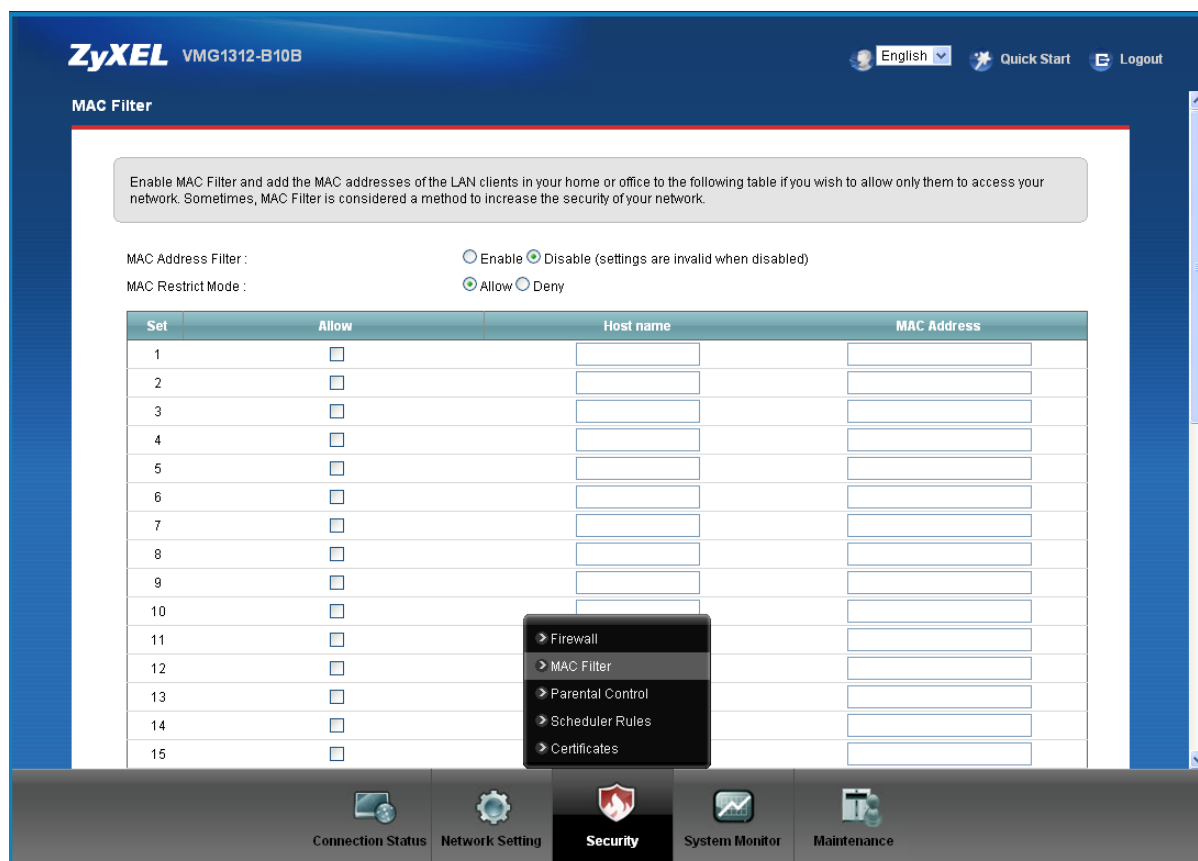 ZyXEL VMG1312-B10B
English
Quick Start
Logout
MAC Filter
Enable MAC Filter and add the MAC addresses of the LAN clients in your home or office to the following table if you wish to allow only them to access your
network. Sometimes, MAC Filter is considered a method to increase the security of your network.
MAC Address Filter : Enable Disable (settings are invalid when disabled)
MAC Restrict Mode : Allow Deny
Set Allow Host name MAC Address
1
2
3
4
5
6
7
8
9
10
11
12
13
14
15
Firewall
MAC Filter
Parental Control
Scheduler Rules
Certificates
Connection Status Network Setting Security System Monitor Maintenance